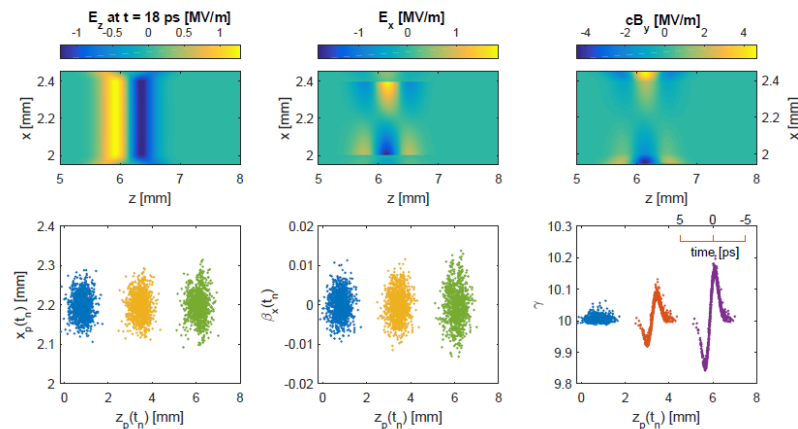 E_z at t = 18 ps [MV/m]
-1 0 1
E_x [MV/m]
-1 0 1
cB_y [MV/m]
-4 -2 0 2 4
x [mm]
2.4
2.2
2
5 6 7 8
z [mm]
x [mm]
2.4
2.2
2
5 6 7 8
z [mm]
2.4
2.2
2
x [mm]
5 6 7 8
z [mm]
x_p(t_n) [mm]
2.4
2.3
2.2
2.1
2
0 2 4 6 8
z_p(t_n) [mm]
β_x(t_n)
0.02
0.01
0
-0.01
-0.02
0 2 4 6 8
z_p(t_n) [mm]
5 0 -5
time [ps]
γ
10.3
10.2
10.1
10
9.9
9.8
0 2 4 6 8
z_p(t_n) [mm]